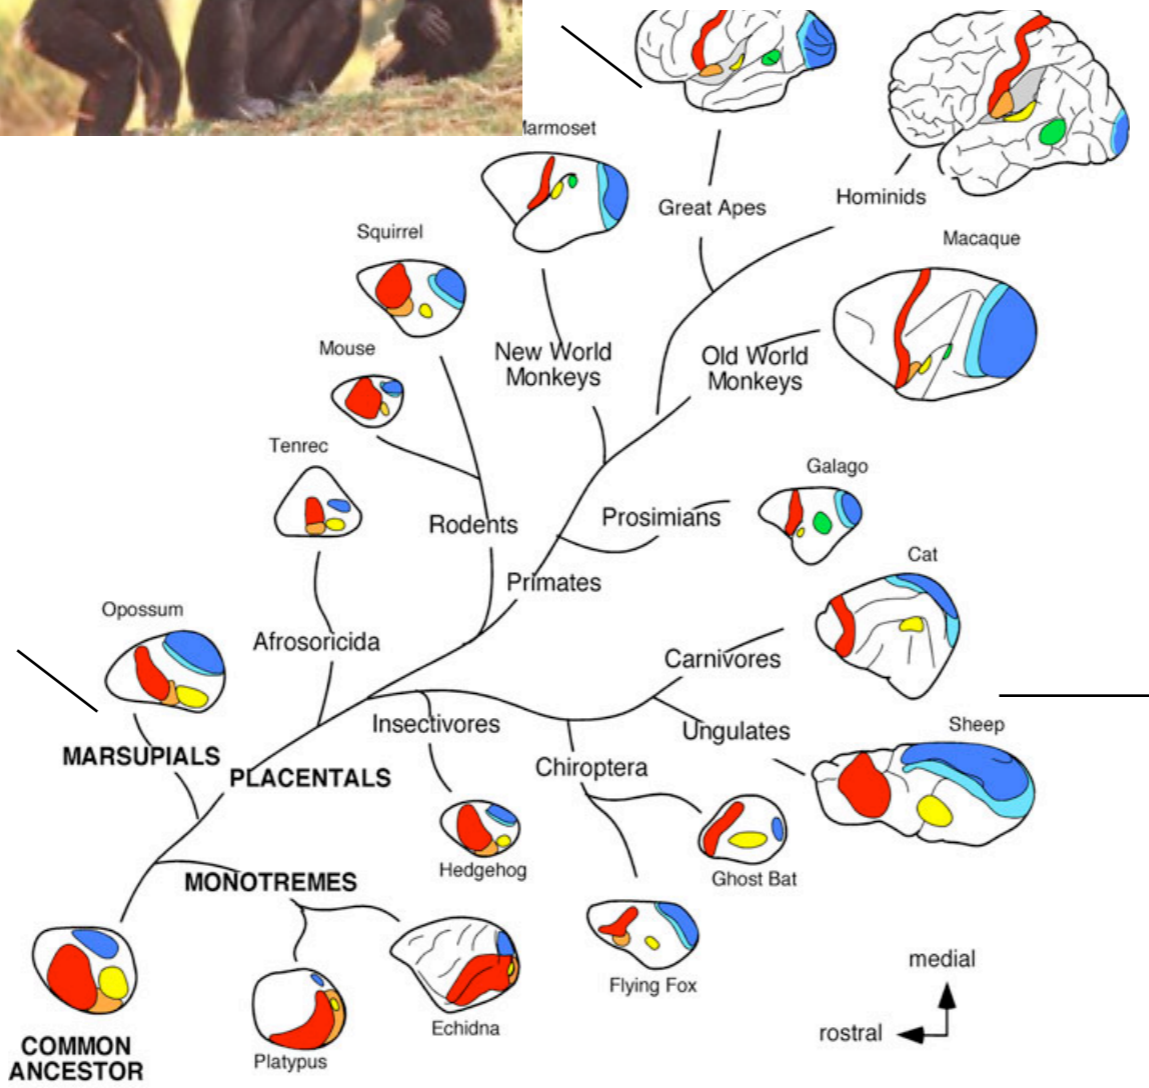 Marmoset
Great Apes
Hominids
Squirrel
Macaque
Mouse
New World
Monkeys
Old World
Monkeys
Tenrec
Galago
Rodents
Prosimians
Cat
Primates
Opossum
Afrosoricida
Carnivores
Insectivores
Ungulates
Sheep
MARSUPIALS
PLACENTALS
Chiroptera
Hedgehog
Ghost Bat
MONOTREMES
medial
Flying Fox
Echidna
rostral
Platypus
COMMON
ANCESTOR